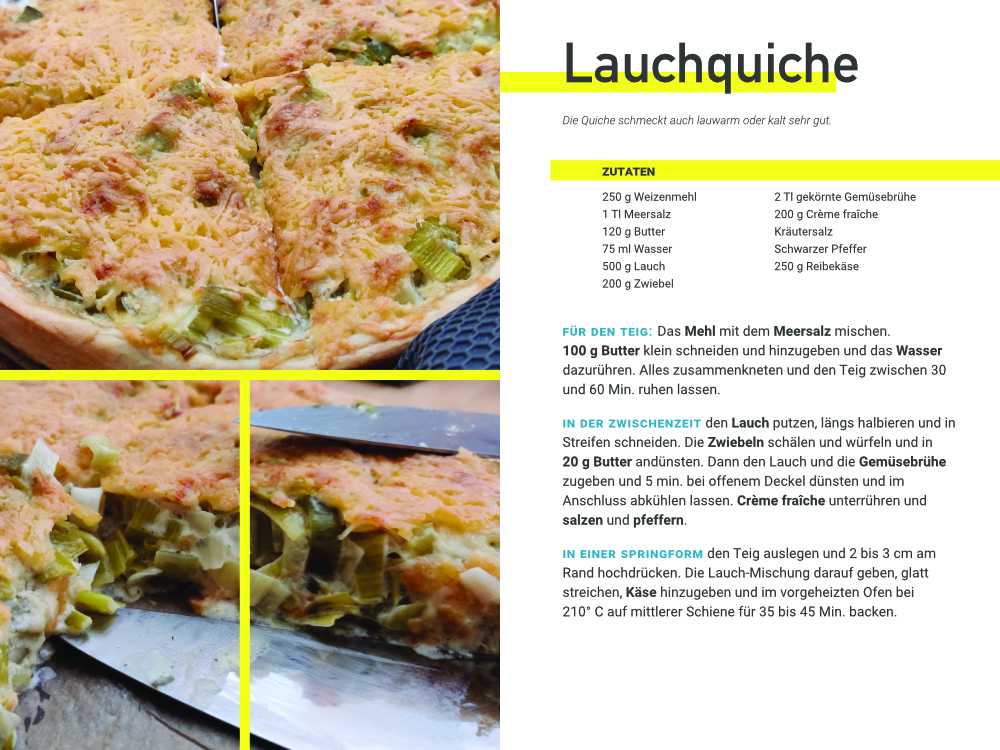 Lauchquiche
Die Quiche schmeckt auch lauwarm oder kalt sehr gut.
ZUTATEN
250 g Weizenmehl
1 Tl Meersalz
120 g Butter
75 ml Wasser
500 g Lauch
200 g Zwiebel
2 Tl gekörnte Gemüsebrühe
200 g Crème fraîche
Kräutersalz
Schwarzer Pfeffer
250 g Reibekäse
FÜR DEN TEIG: Das Mehl mit dem Meersalz mischen.
100 g Butter klein schneiden und hinzugeben und das Wasser
dazurühren. Alles zusammenkneten und den Teig zwischen 30
und 60 Min. ruhen lassen.
IN DER ZWISCHENZEIT den Lauch putzen, längs halbieren und in
Streifen schneiden. Die Zwiebeln schälen und würfeln und in
20 g Butter andünsten. Dann den Lauch und die Gemüsebrühe
zugeben und 5 min. bei offenem Deckel dünsten und im
Anschluss abkühlen lassen. Crème fraîche unterrühren und
salzen und pfeffern.
IN EINER SPRINGFORM den Teig auslegen und 2 bis 3 cm am
Rand hochdrücken. Die Lauch-Mischung darauf geben, glatt
streichen, Käse hinzugeben und im vorgeheizten Ofen bei
210° C auf mittlerer Schiene für 35 bis 45 Min. backen.